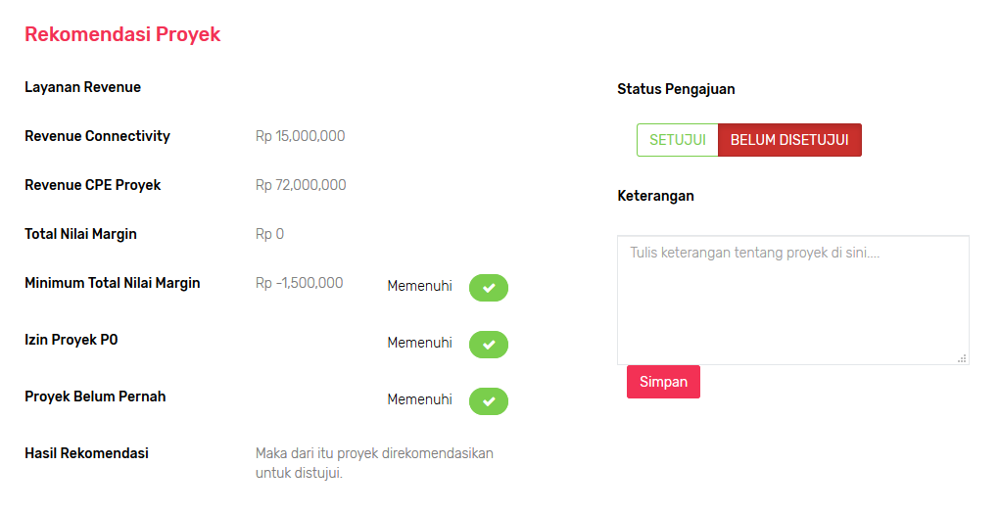 Rekomendasi Proyek
Layanan Revenue
Revenue Connectivity Rp 15,000,000
Revenue CPE Proyek Rp 72,000,000
Total Nilai Margin Rp 0
Minimum Total Nilai Margin Rp -1,500,000 Memenuhi
Izin Proyek P0 Memenuhi
Proyek Belum Pernah Memenuhi
Hasil Rekomendasi Maka dari itu proyek direkomendasikan
untuk distujui.
Status Pengajuan
SETUJUI BELUM DISETUJUI
Keterangan
Tulis keterangan tentang proyek di sini....
Simpan